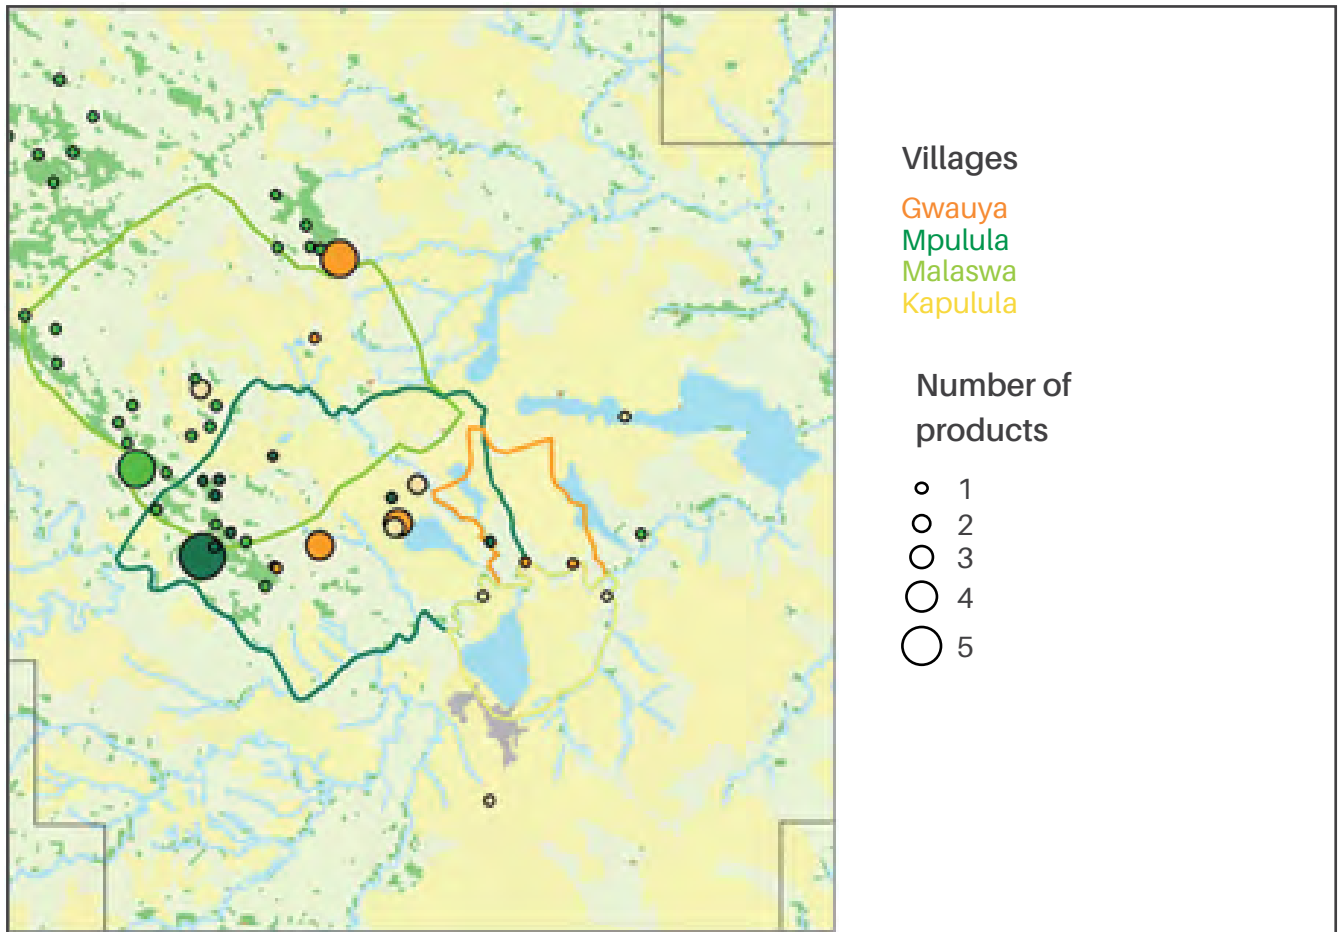 Villages
Gwauya
Mpulula
Malaswa
Kapulula
Number of
products
1
2
3
4
5